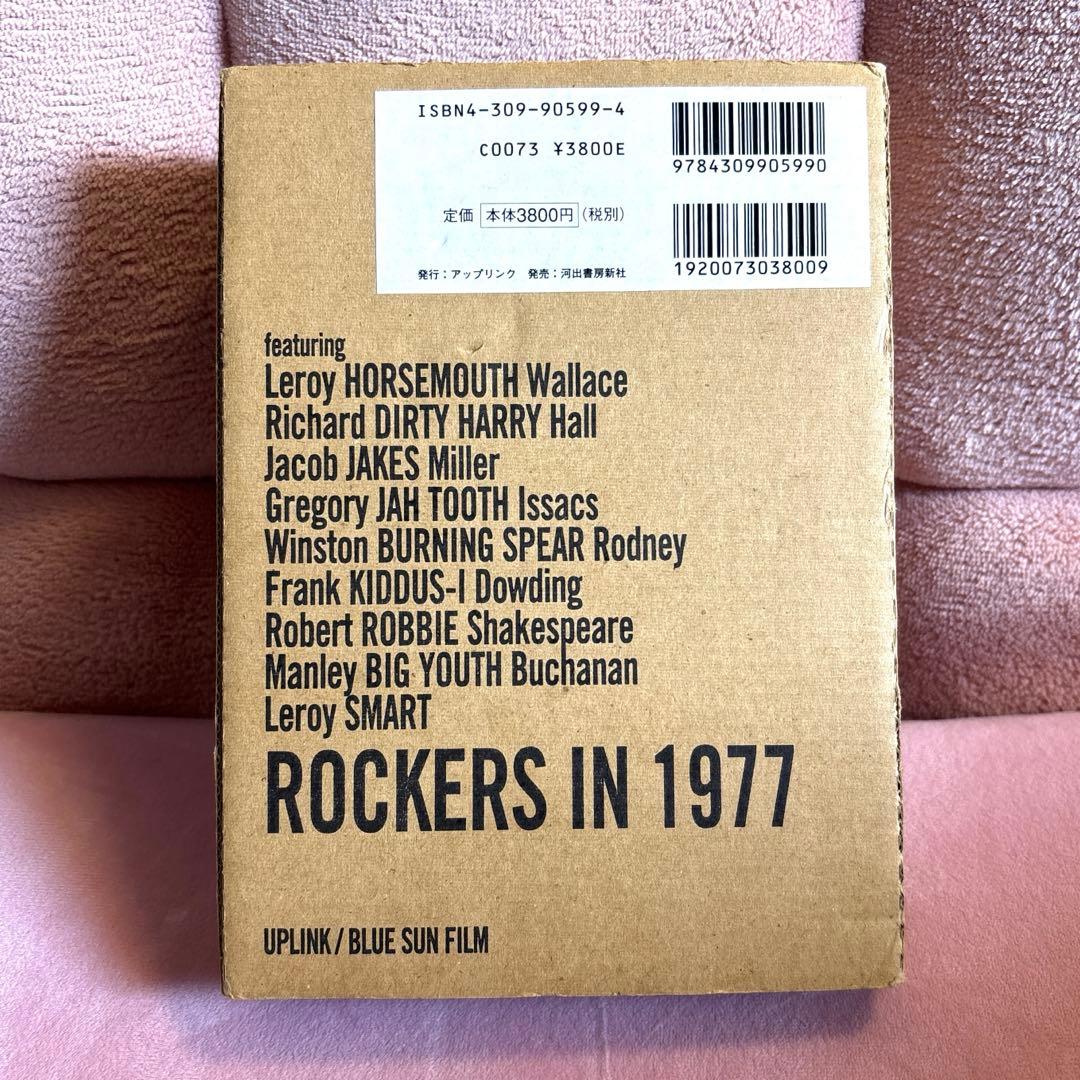 ISBN4-309-90599-4
C0073 ¥3800E
9784309905990
定価 本体3800円 (税別)
1920073038009
発行：アップリンク 発売：河出書房新社
featuring
Leroy HORSEMOUTH Wallace
Richard DIRTY HARRY Hall
Jacob JAKES Miller
Gregory JAH TOOTH Issacs
Winston BURNING SPEAR Rodney
Frank KIDDUS-I Dowding
Robert ROBBIE Shakespeare
Manley BIG YOUTH Buchanan
Leroy SMART
ROCKERS IN 1977
UPLINK / BLUE SUN FILM